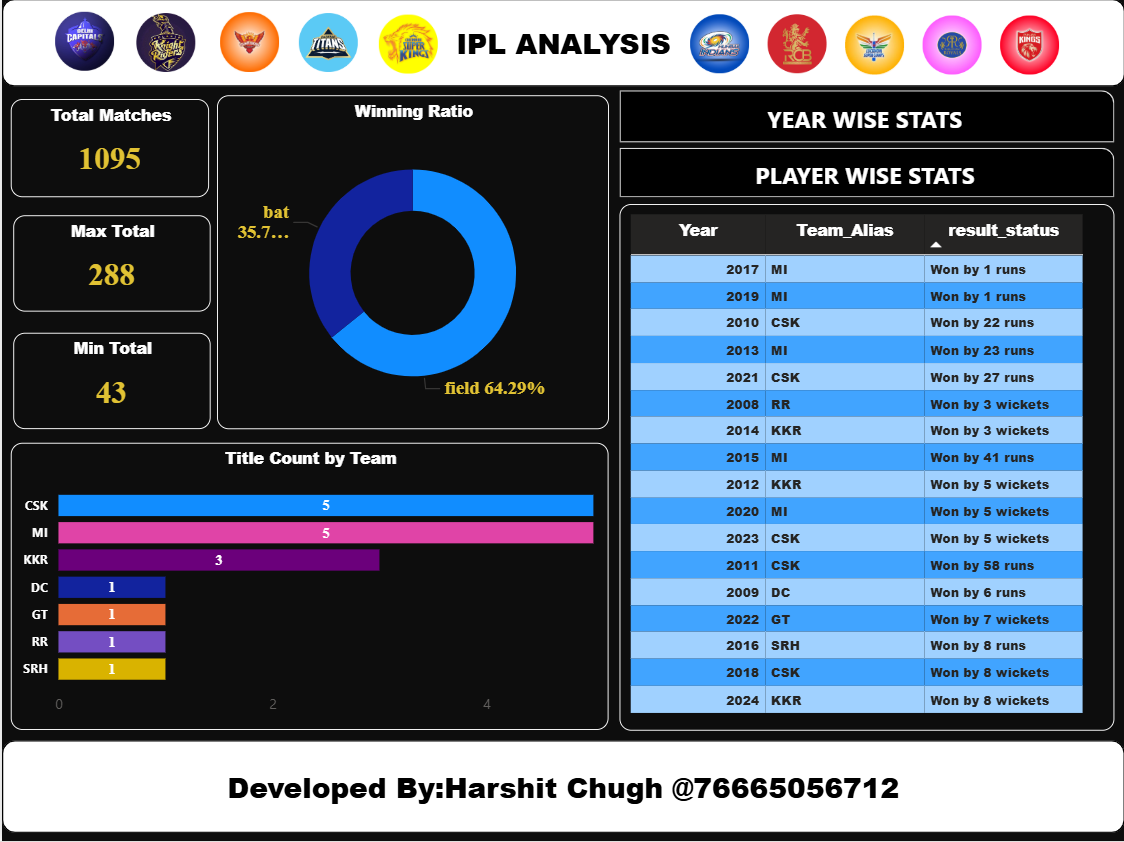 DELHI
CAPITALS
Knight
Riders
TITANS
SUPER
KINGS
IPL ANALYSIS
INDIANS
RCB
KINGS
Total Matches
1095
Max Total
288
Min Total
43
Winning Ratio
bat
35.7…
field 64.29%
YEAR WISE STATS
PLAYER WISE STATS
Year Team_Alias result_status
2017 MI Won by 1 runs
2019 MI Won by 1 runs
2010 CSK Won by 22 runs
2013 MI Won by 23 runs
2021 CSK Won by 27 runs
2008 RR Won by 3 wickets
2014 KKR Won by 3 wickets
2015 MI Won by 41 runs
2012 KKR Won by 5 wickets
2020 MI Won by 5 wickets
2023 CSK Won by 5 wickets
2011 CSK Won by 58 runs
2009 DC Won by 6 runs
2022 GT Won by 7 wickets
2016 SRH Won by 8 runs
2018 CSK Won by 8 wickets
2024 KKR Won by 8 wickets
Title Count by Team
CSK 5
MI 5
KKR 3
DC 1
GT 1
RR 1
SRH 1
0 2 4
Developed By:Harshit Chugh @76665056712